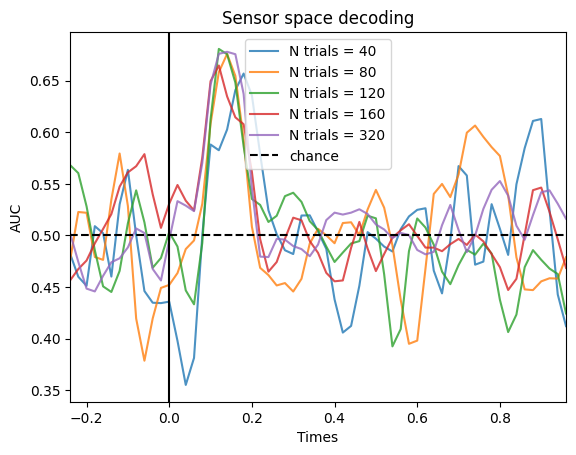 Sensor space decoding
N trials = 40
N trials = 80
N trials = 120
N trials = 160
N trials = 320
chance
AUC
0.65
0.60
0.55
0.50
0.45
0.40
0.35
−0.2 0.0 0.2 0.4 0.6 0.8
Times